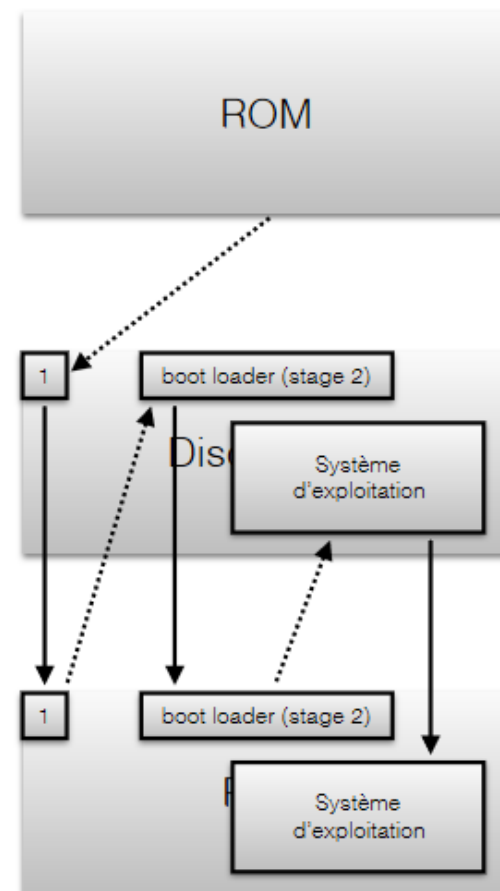 ROM
1
boot loader (stage 2)
Système
d'exploitation
1
boot loader (stage 2)
Système
d'exploitation